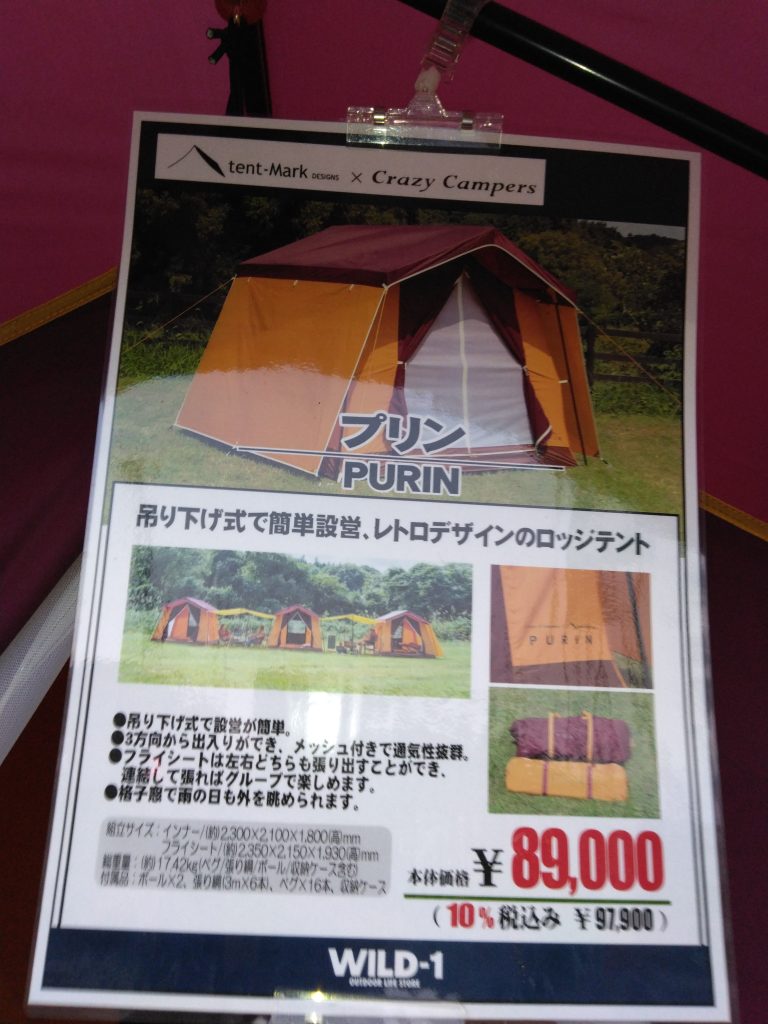 tent-Mark DESIGNS × Crazy Campers
プリン
PURIN
吊り下げ式で簡単設営、レトロデザインのロッジテント
PURIN
●吊り下げ式で設営が簡単。
●3方向から出入りができ、メッシュ付きで通気性抜群。
●フライシートは左右どちらも張り出すことができ、
連結して張ればグループで楽しめます。
●格子窓で雨の日も外を眺められます。
組立サイズ：インナー/(約)2,300×2,100×1,800(高)mm
フライシート/(約)2,350×2,150×1,930(高)mm
総重量：(約)17.42kg(ペグ/張り綱/ポール/収納ケース含む)
付属品：ポール×2、張り綱(3m×6本)、ペグ×16本、収納ケース
本体価格 ￥89,000
(10%税込み ￥97,900)
WILD-1
OUTDOOR LIFE STORE